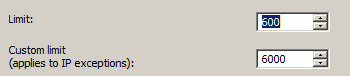 Limit: 600
Custom limit
(applies to IP exceptions): 6000